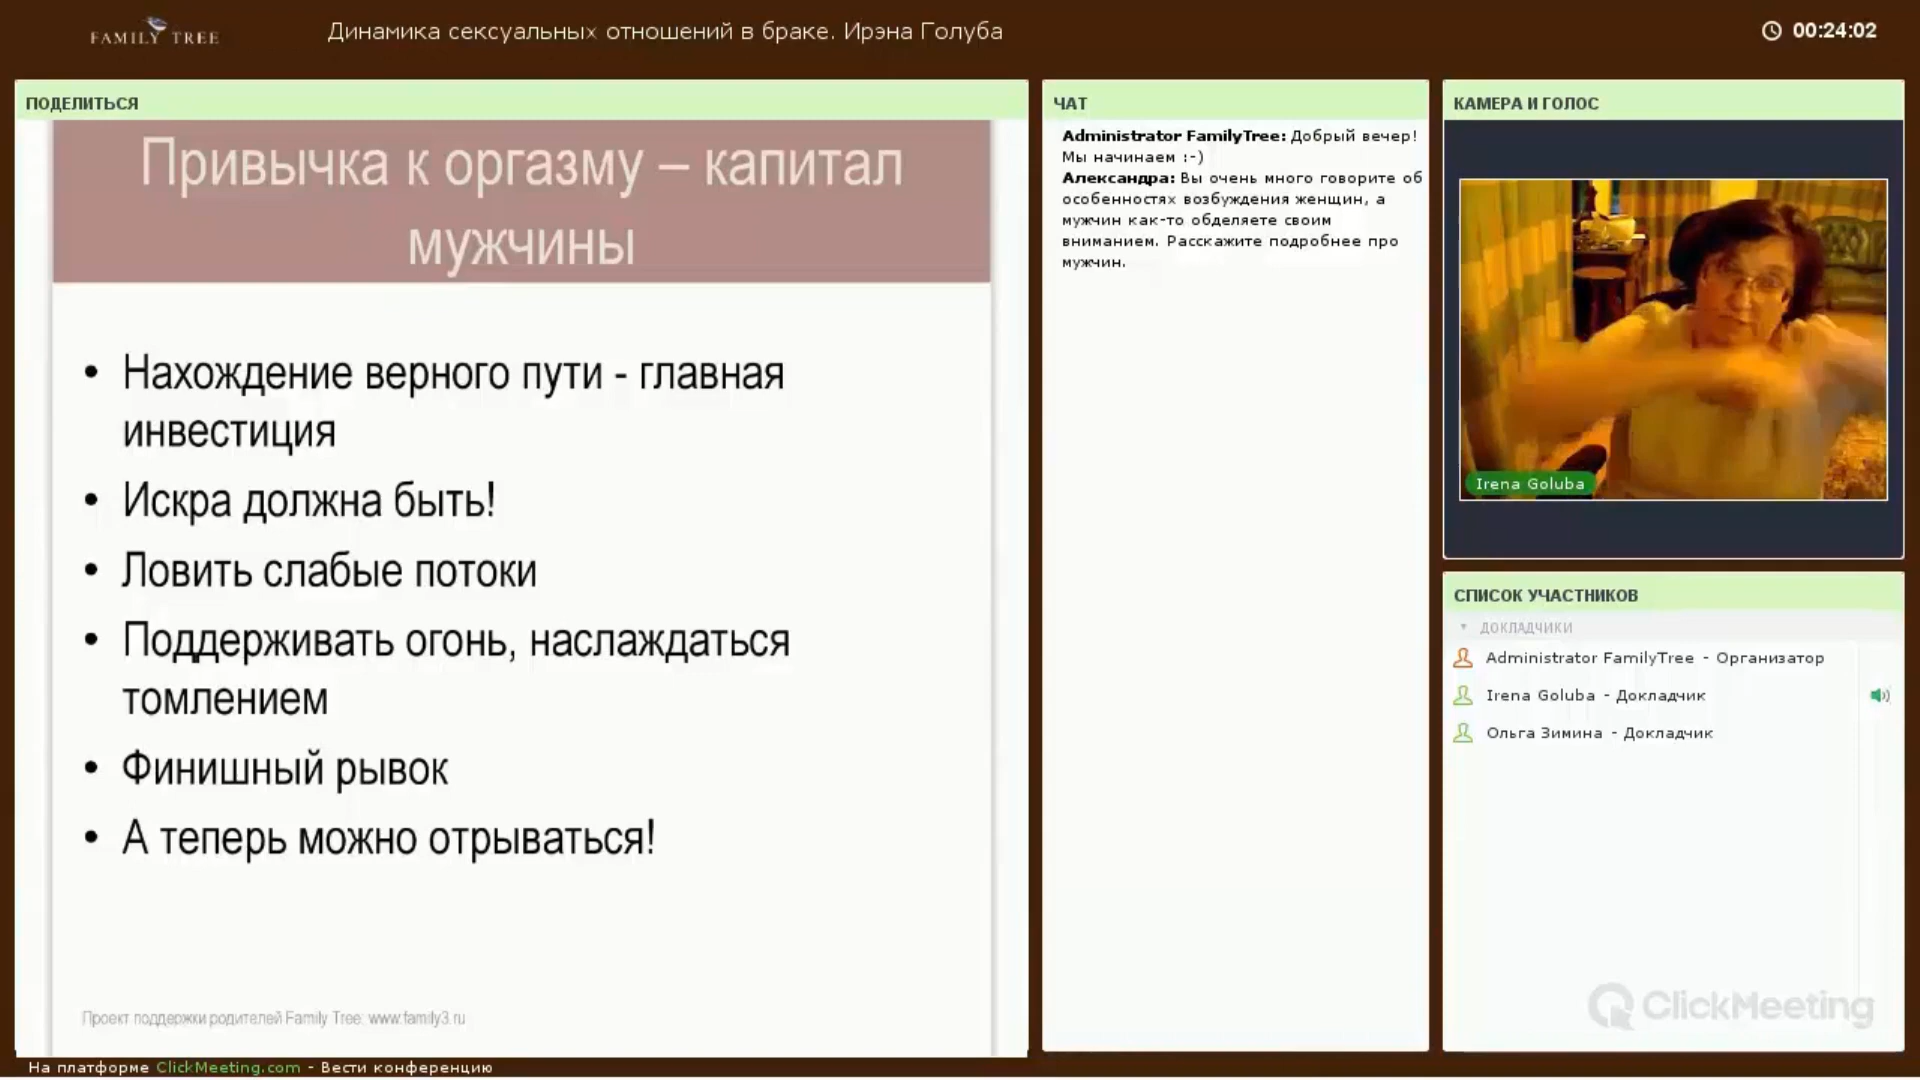 FAMILY TREE
Динамика сексуальных отношений в браке. Ирэна Голуба
00:24:02
ПОДЕЛИТЬСЯ
Привычка к оргазму – капитал
мужчины
• Нахождение верного пути - главная
инвестиция
• Искра должна быть!
• Ловить слабые потоки
• Поддерживать огонь, наслаждаться
томлением
• Финишный рывок
• А теперь можно отрываться!
Проект поддержки родителей Family Tree: www.family3.ru
ЧАТ
Administrator FamilyTree: Добрый вечер!
Мы начинаем :-)
Александра: Вы очень много говорите об
особенностях возбуждения женщин, а
мужчин как-то обделяете своим
вниманием. Расскажите подробнее про
мужчин.
КАМЕРА И ГОЛОС
Irena Goluba
СПИСОК УЧАСТНИКОВ
ДОКЛАДЧИКИ
Administrator FamilyTree - Организатор
Irena Goluba - Докладчик
Ольга Зимина - Докладчик
ClickMeeting
На платформе ClickMeeting.com - Вести конференцию